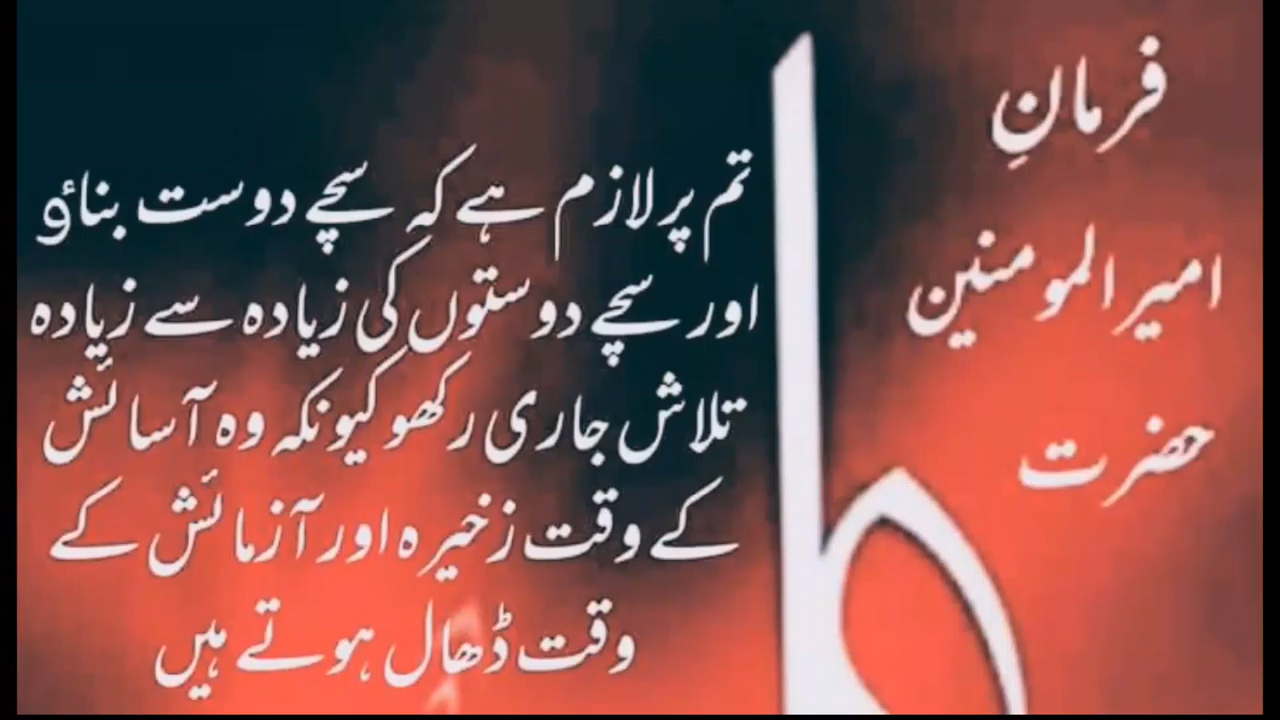 فرمانِ
امیر المومنین
حضرت
تم پر لازم ہے کہ سچے دوست بناؤ
اور سچے دوستوں کی زیادہ سے زیادہ
تلاش جاری رکھو کیونکہ وہ آسائش
کے وقت زخیرہ اور آزمائش کے
وقت ڈھال ہوتے ہیں